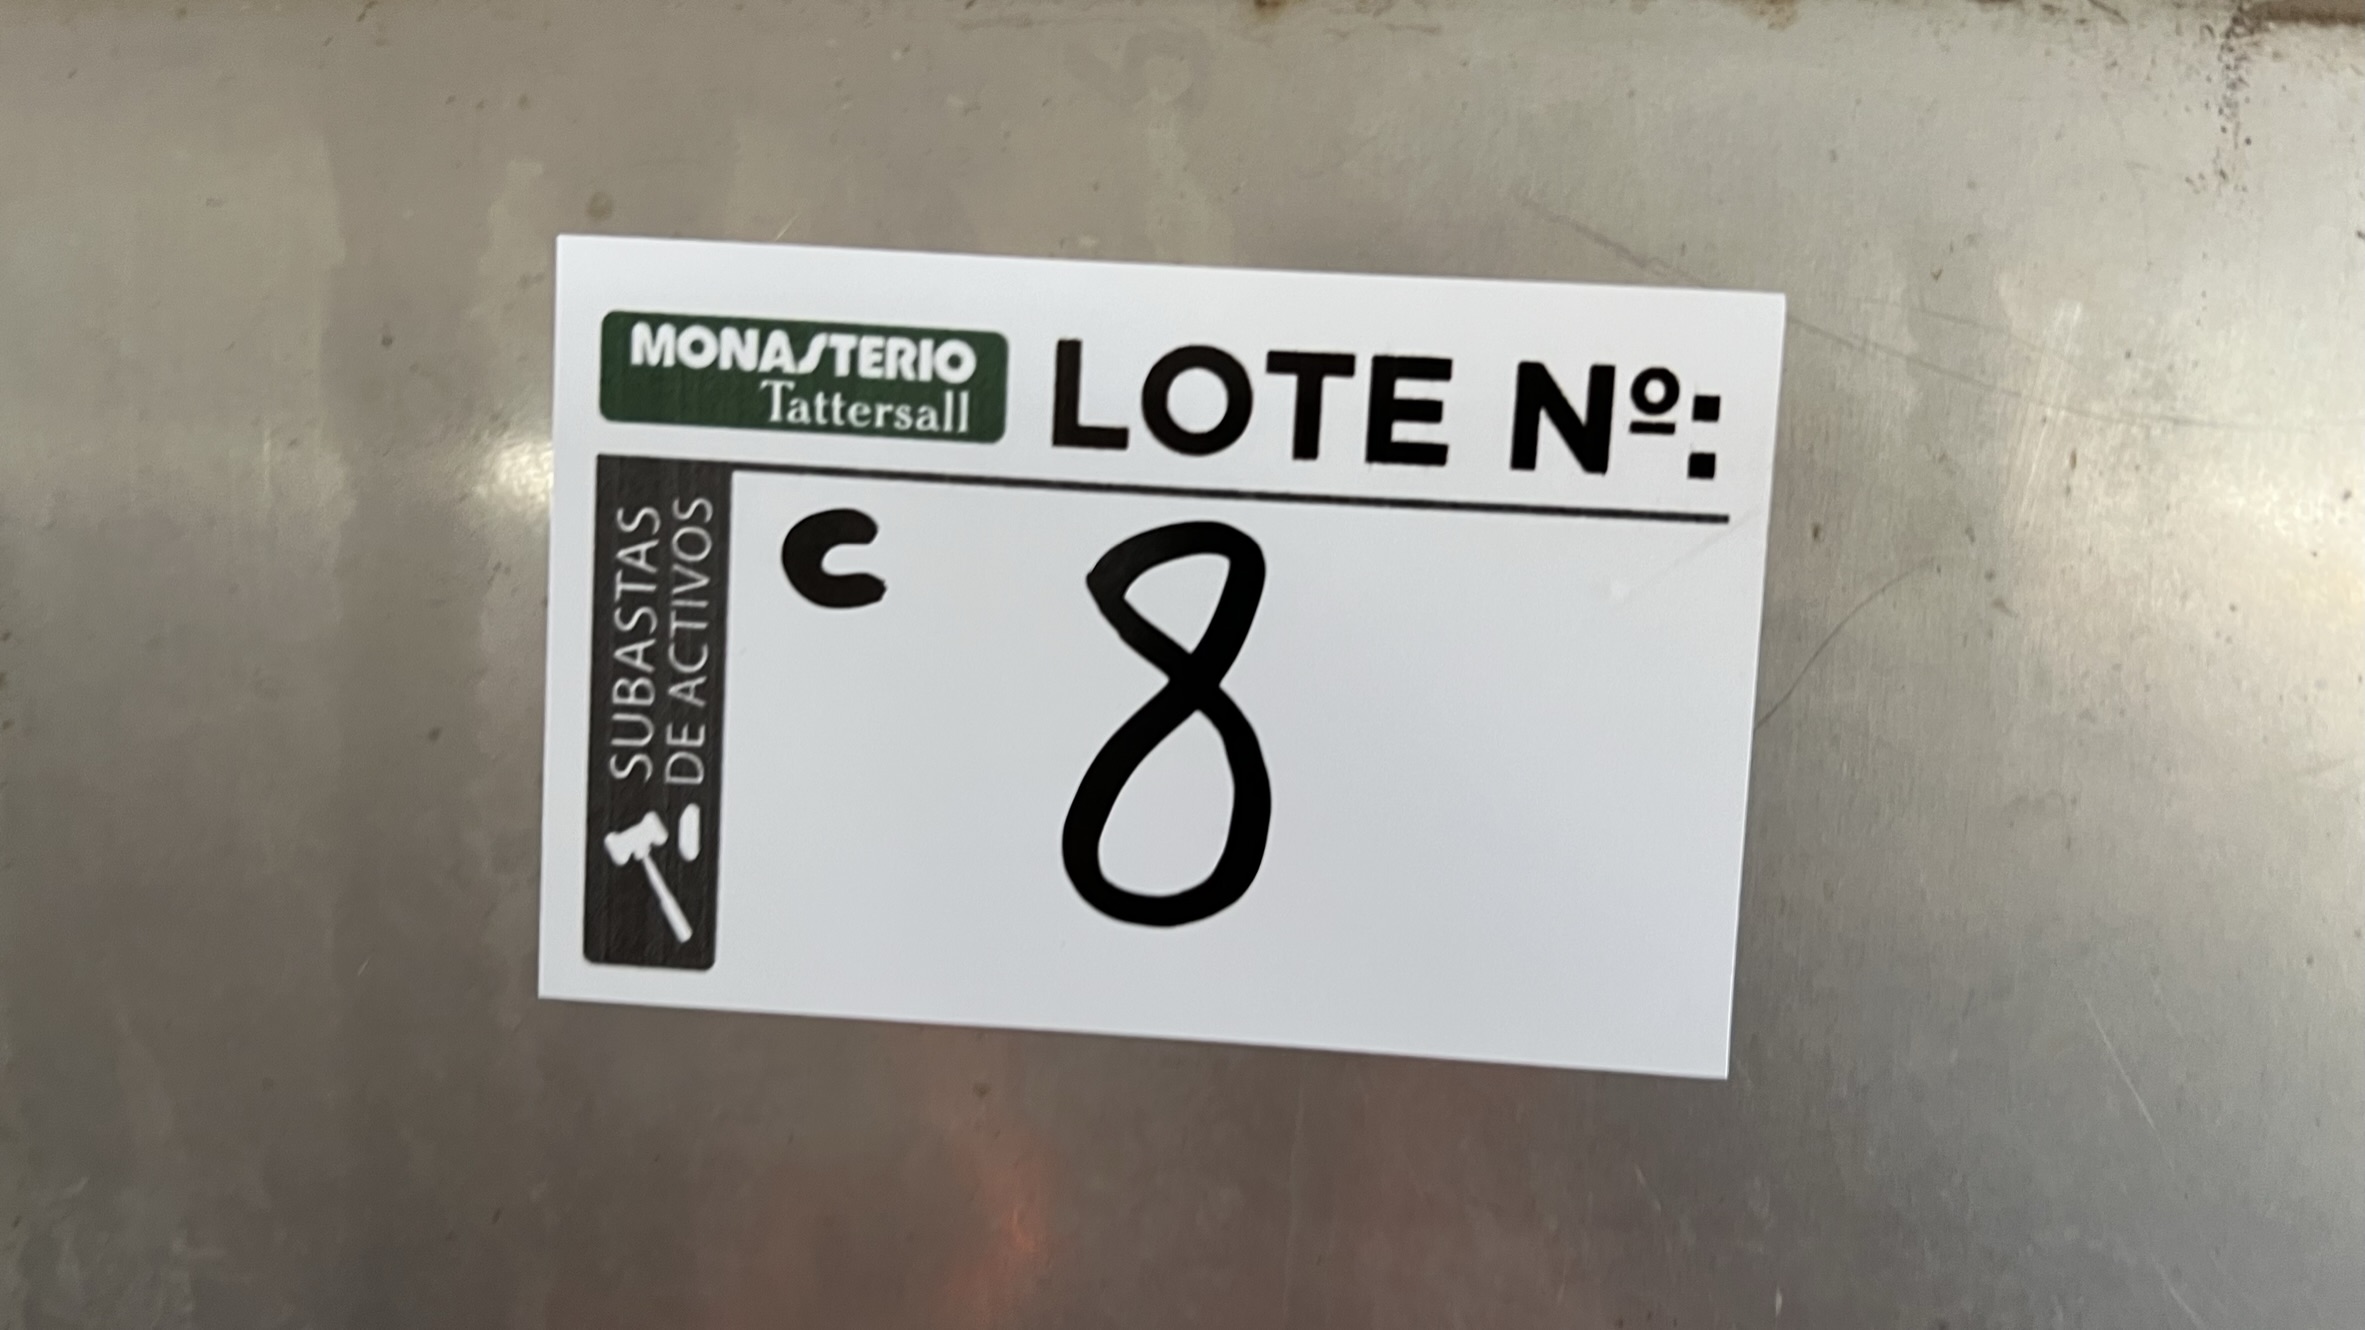 MONASTERIO
Tattersall
LOTE Nº:
SUBASTAS
DE ACTIVOS
C 8